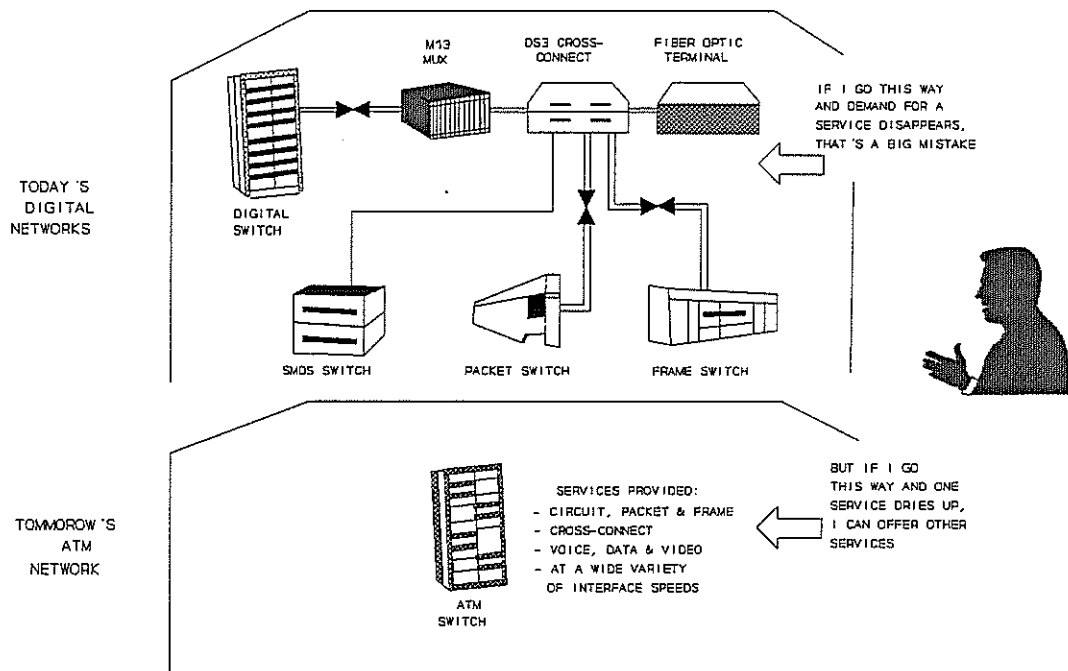 M13
MUX
DS3 CROSS-
CONNECT
FIBER OPTIC
TERMINAL
IF I GO THIS WAY
AND DEMAND FOR A
SERVICE DISAPPEARS,
THAT'S A BIG MISTAKE
TODAY'S
DIGITAL
NETWORKS
DIGITAL
SWITCH
SMDS SWITCH
PACKET SWITCH
FRAME SWITCH
TOMMOROW'S
ATM
NETWORK
ATM
SWITCH
SERVICES PROVIDED:
- CIRCUIT, PACKET & FRAME
- CROSS-CONNECT
- VOICE, DATA & VIDEO
- AT A WIDE VARIETY
OF INTERFACE SPEEDS
BUT IF I GO
THIS WAY AND ONE
SERVICE DRIES UP,
I CAN OFFER OTHER
SERVICES